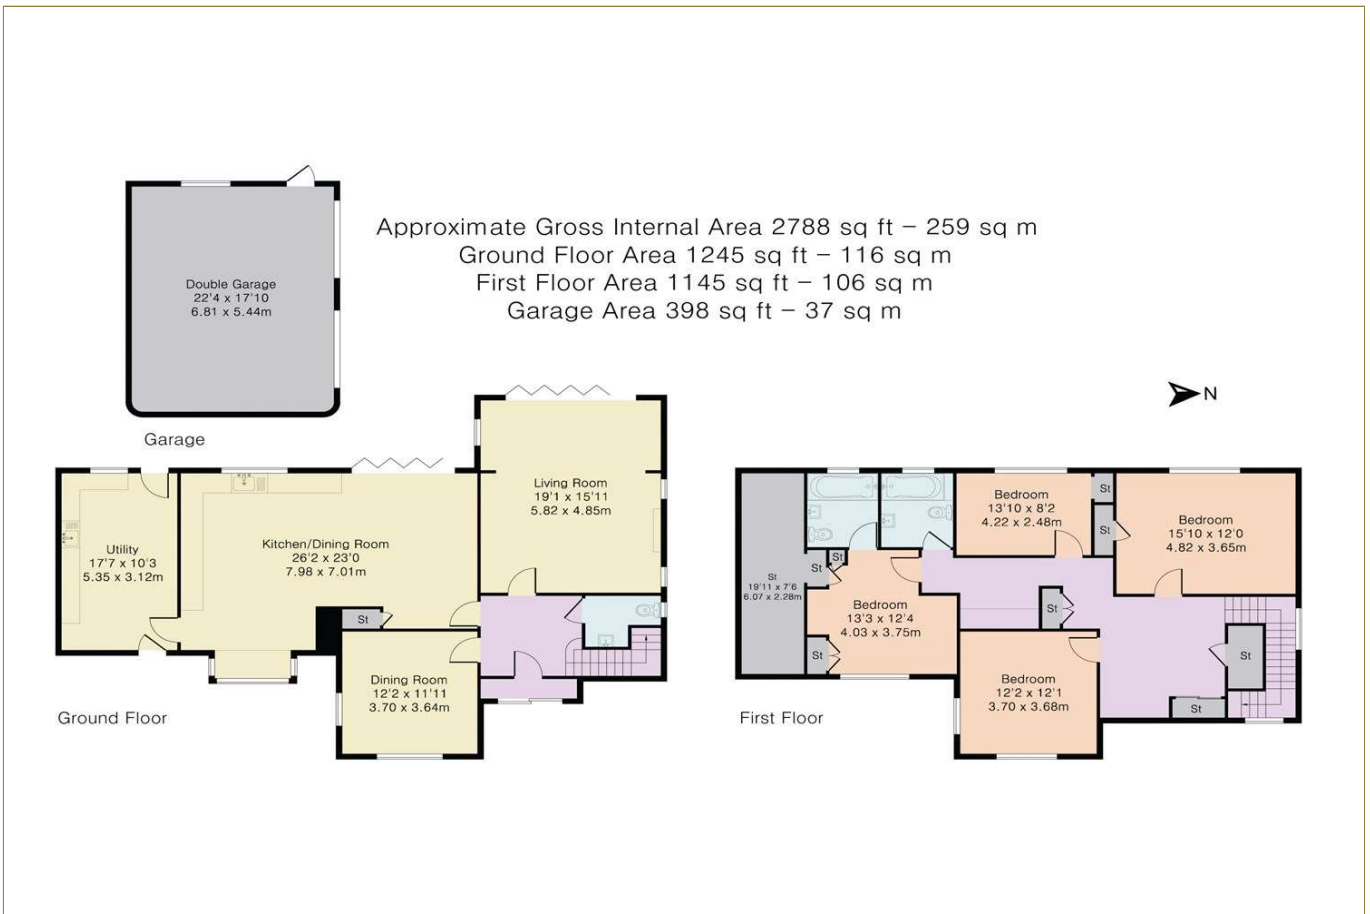 Approximate Gross Internal Area 2788 sq ft – 259 sq m
Ground Floor Area 1245 sq ft – 116 sq m
First Floor Area 1145 sq ft – 106 sq m
Garage Area 398 sq ft – 37 sq m
Double Garage
22'4 x 17'10
6.81 x 5.44m
Garage
N
Living Room
19'1 x 15'11
5.82 x 4.85m
Kitchen/Dining Room
26'2 x 23'0
7.98 x 7.01m
Utility
17'7 x 10'3
5.35 x 3.12m
St
Dining Room
12'2 x 11'11
3.70 x 3.64m
Ground Floor
St
19'11 x 7'6
6.07 x 2.28m
St
St
St
Bedroom
13'3 x 12'4
4.03 x 3.75m
Bedroom
13'10 x 8'2
4.22 x 2.48m
St
St
Bedroom
15'10 x 12'0
4.82 x 3.65m
St
Bedroom
12'2 x 12'1
3.70 x 3.68m
St
St
First Floor